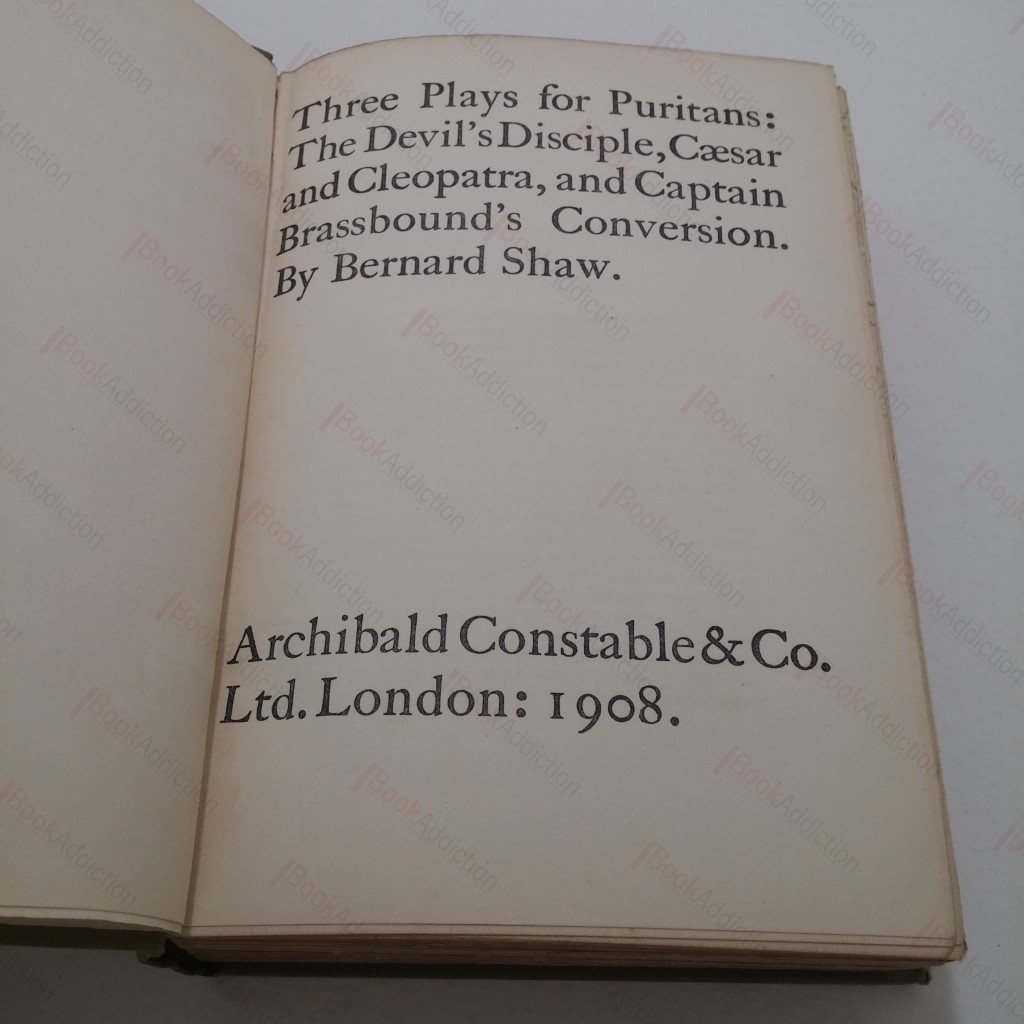 Three Plays for Puritans:
The Devil's Disciple, Cæsar
and Cleopatra, and Captain
Brassbound's Conversion.
By Bernard Shaw.
Archibald Constable & Co.
Ltd. London: 1908.
BookAddiction